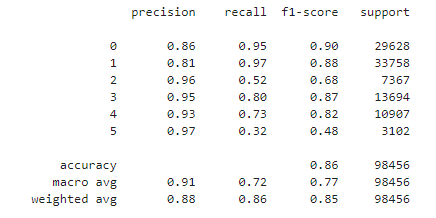 precision recall f1-score support
0 0.86 0.95 0.90 29628
1 0.81 0.97 0.88 33758
2 0.96 0.52 0.68 7367
3 0.95 0.80 0.87 13694
4 0.93 0.73 0.82 10907
5 0.97 0.32 0.48 3102
accuracy 0.86 98456
macro avg 0.91 0.72 0.77 98456
weighted avg 0.88 0.86 0.85 98456